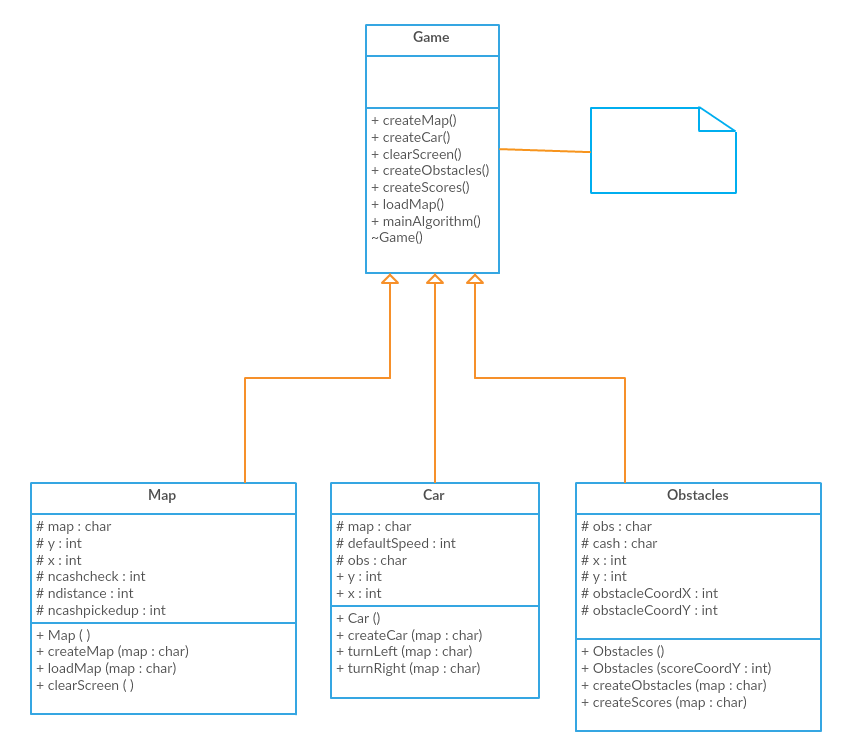 Game
+ createMap()
+ createCar()
+ clearScreen()
+ createObstacles()
+ createScores()
+ loadMap()
+ mainAlgorithm()
~Game()
Map
# map : char
# y : int
# x : int
# ncashcheck : int
# ndistance : int
# ncashpickedup : int
+ Map ( )
+ createMap (map : char)
+ loadMap (map : char)
+ clearScreen ( )
Car
# map : char
# defaultSpeed : int
# obs : char
+ y : int
+ x : int
+ Car ()
+ createCar (map : char)
+ turnLeft (map : char)
+ turnRight (map : char)
Obstacles
# obs : char
# cash : char
# x : int
# y : int
# obstacleCoordX : int
# obstacleCoordY : int
+ Obstacles ()
+ Obstacles (scoreCoordY : int)
+ createObstacles (map : char)
+ createScores (map : char)